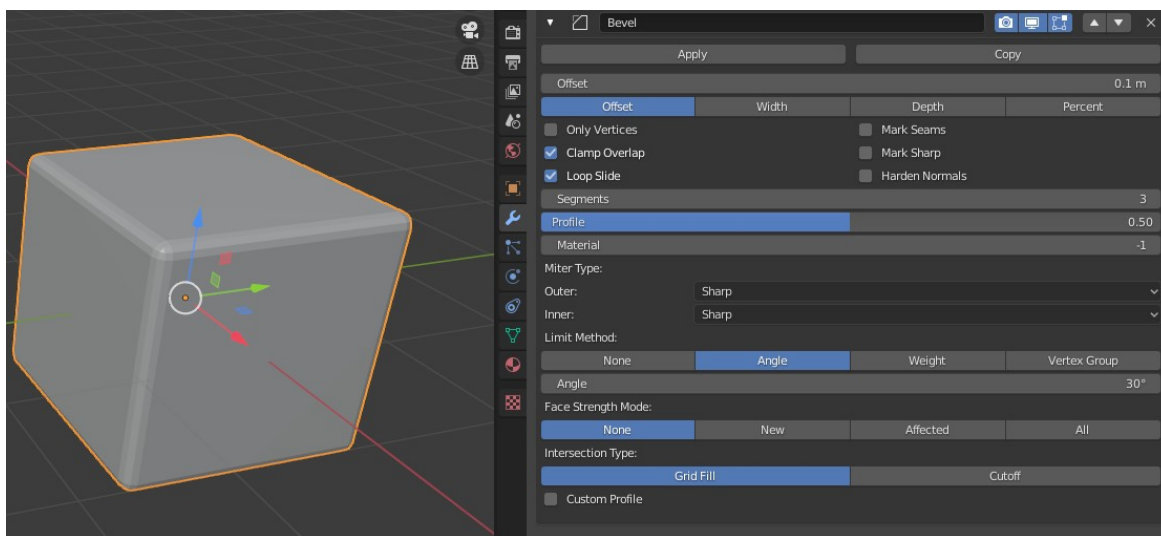 Bevel
Apply Copy
Offset 0.1 m
Offset Width Depth Percent
Only Vertices Mark Seams
Clamp Overlap Mark Sharp
Loop Slide Harden Normals
Segments 3
Profile 0.50
Material -1
Miter Type:
Outer: Sharp
Inner: Sharp
Limit Method:
None Angle Weight Vertex Group
Angle 30°
Face Strength Mode:
None New Affected All
Intersection Type:
Grid Fill Cutoff
Custom Profile